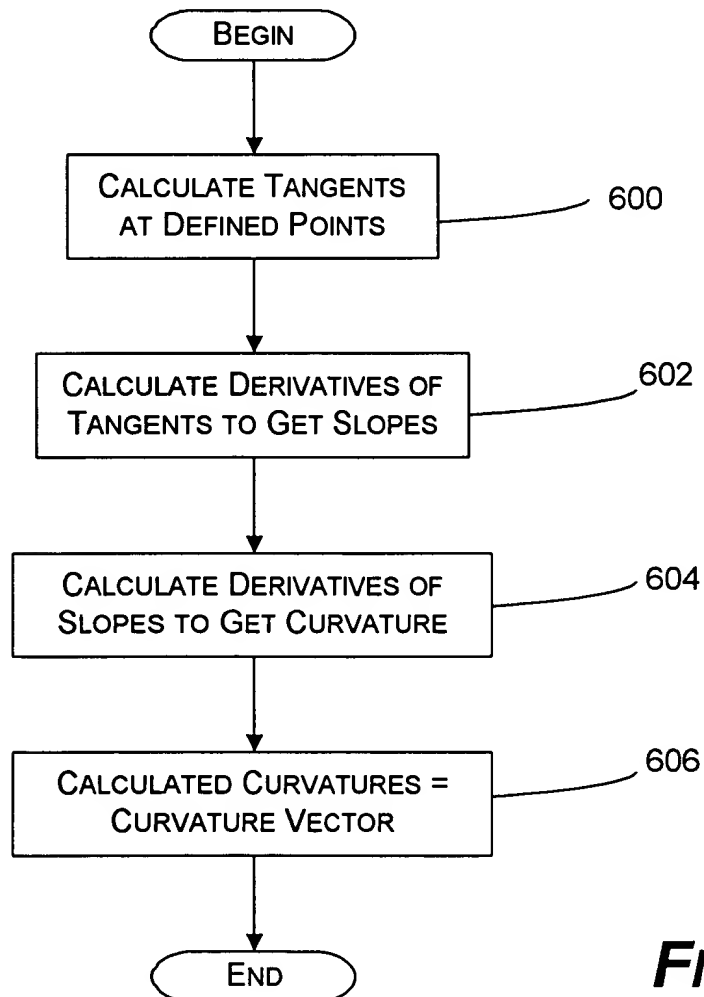 BEGIN
CALCULATE TANGENTS
AT DEFINED POINTS
600
CALCULATE DERIVATIVES OF
TANGENTS TO GET SLOPES
602
CALCULATE DERIVATIVES OF
SLOPES TO GET CURVATURE
604
CALCULATED CURVATURES =
CURVATURE VECTOR
606
END